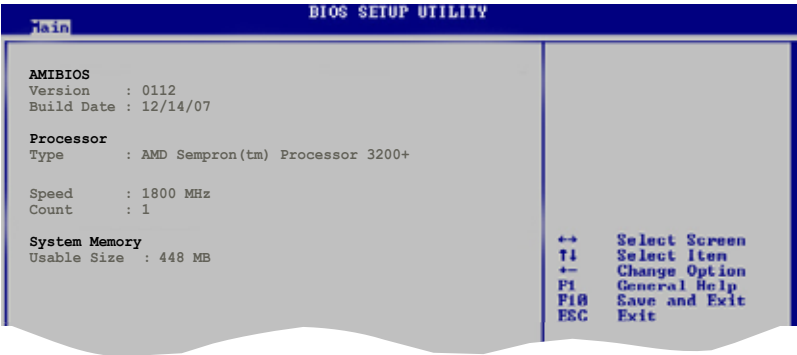 BIOS SETUP UTILITY
Main
AMIBIOS
Version : 0112
Build Date : 12/14/07
Processor
Type : AMD Sempron(tm) Processor 3200+
Speed : 1800 MHz
Count : 1
System Memory
Usable Size : 448 MB
←→ Select Screen
↑↓ Select Item
+- Change Option
F1 General Help
F10 Save and Exit
ESC Exit